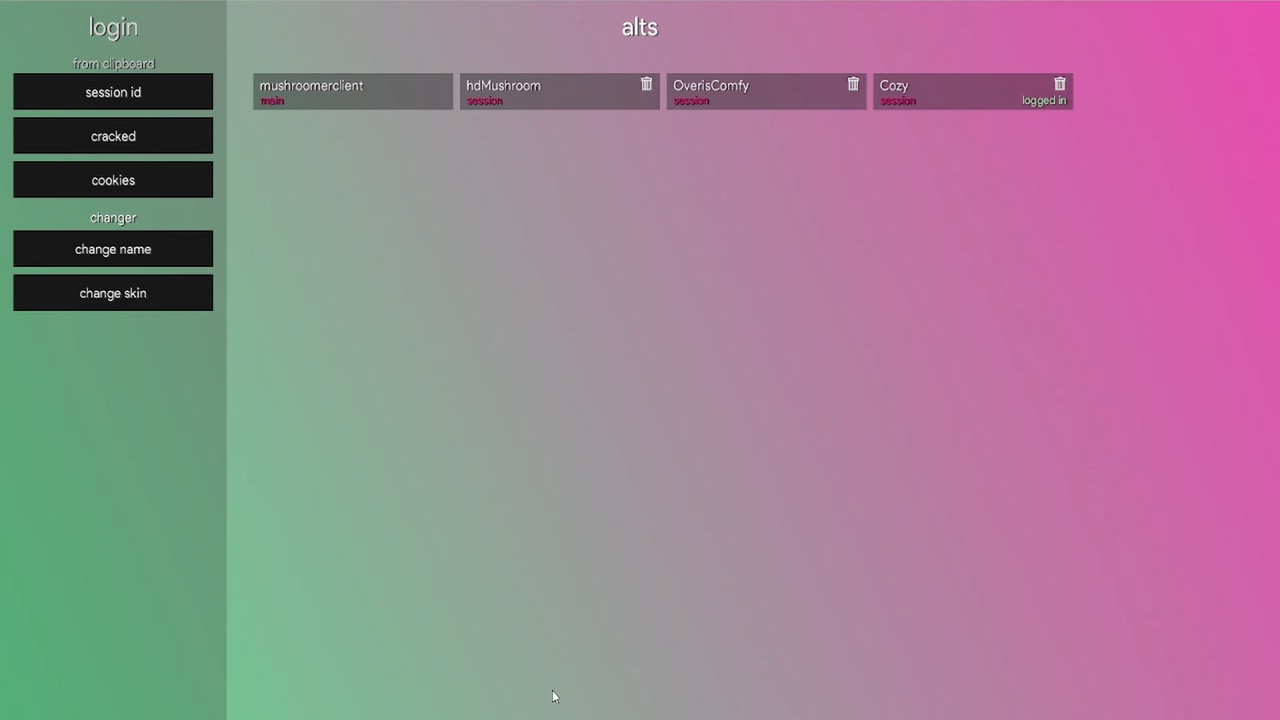 login
from clipboard
session id
cracked
cookies
changer
change name
change skin
alts
mushroomerclient
main
hdMushroom
session
OverisComfy
session
Cozy
session
logged in